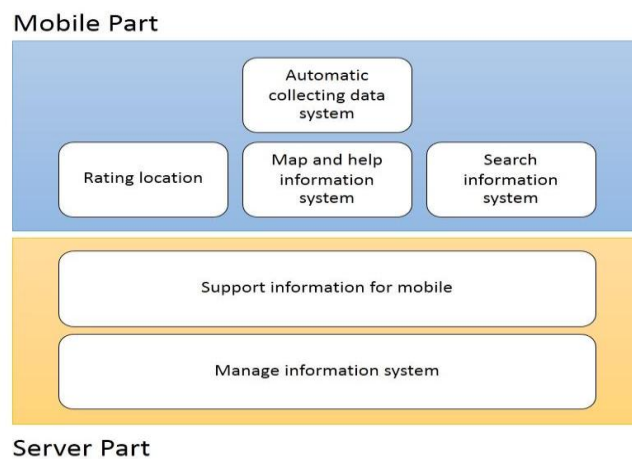 Mobile Part
Automatic
collecting data
system
Rating location
Map and help
information
system
Search
information
system
Support information for mobile
Manage information system
Server Part